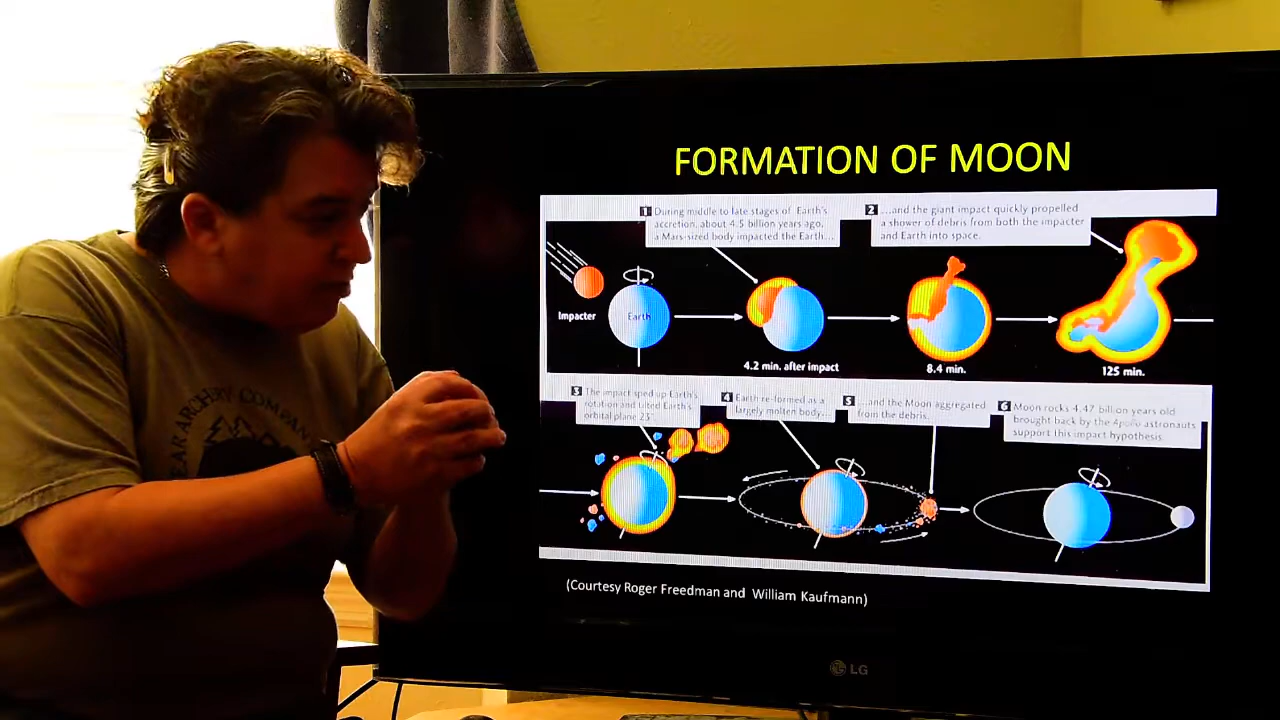 FORMATION OF MOON
1 During middle to late stages of Earth's
accretion, about 4.5 billion years ago,
a Mars-sized body impacted the Earth...
2 ...and the giant impact quickly propelled
a shower of debris from both the impacter
and Earth into space.
Impacter
Earth
4.2 min. after impact
8.4 min.
125 min.
3 The impact sped up Earth's
rotation and tilted Earth's
orbital plane 23
4 Earth re-formed as a
largely molten body...
5 ...and the Moon aggregated
from the debris.
6 Moon rocks 4.47 billion years old
brought back by the Apollo astronauts
support this impact hypothesis.
(Courtesy Roger Freedman and William Kaufmann)
LG
EAR ARCHERY COMPAN